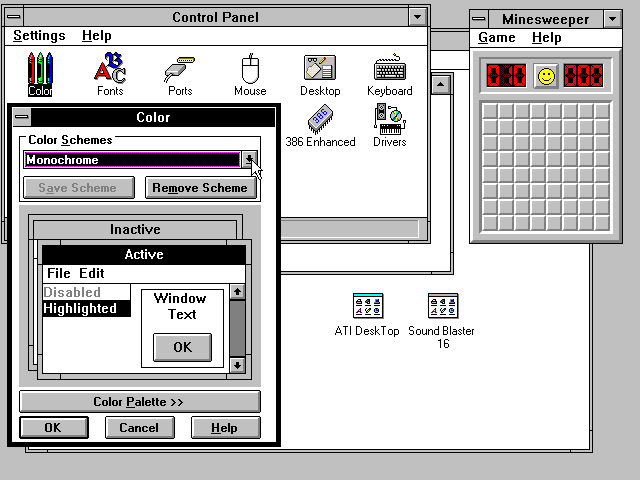 Control Panel
Settings Help
Color
Fonts
Ports
Mouse
Desktop
Keyboard
386 Enhanced
Drivers
Minesweeper
Game Help
Color
Color Schemes
Monochrome
Save Scheme
Remove Scheme
Inactive
Active
File Edit
Disabled
Highlighted
Window
Text
OK
Color Palette >>
OK
Cancel
Help
ATI DeskTop
Sound Blaster
16